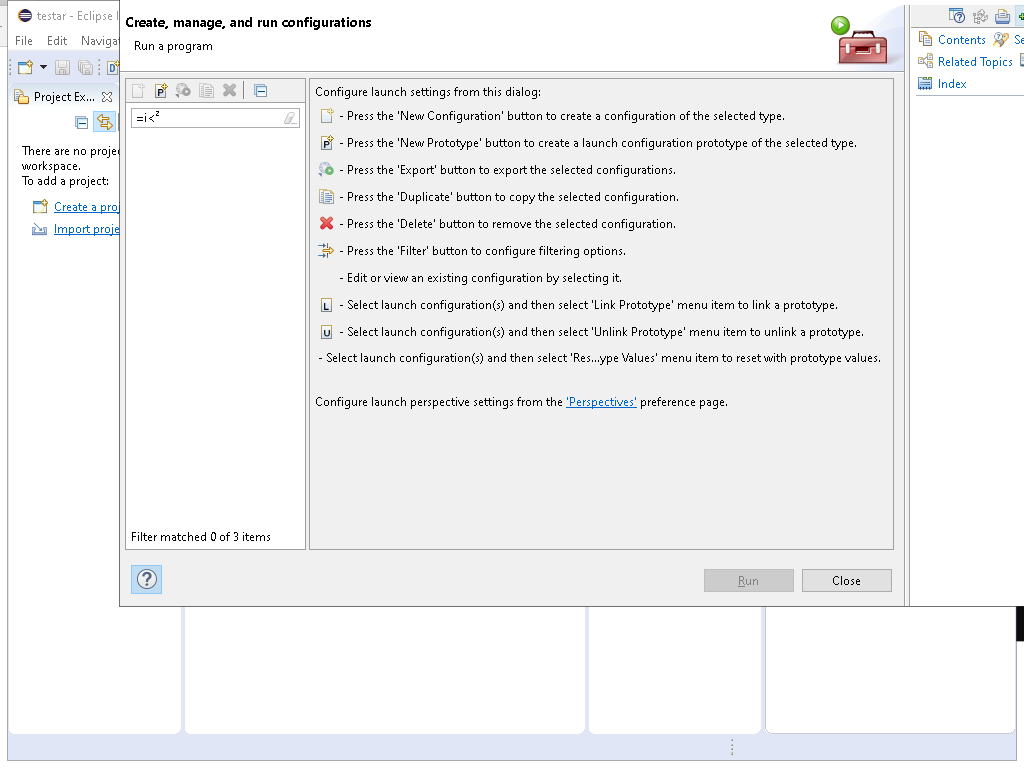 testar - Eclipse I
File Edit Naviga
Project Ex...
There are no proje
workspace.
To add a project:
Create a proj
Import proje
Create, manage, and run configurations
Run a program
=i<²
Filter matched 0 of 3 items
Configure launch settings from this dialog:
- Press the 'New Configuration' button to create a configuration of the selected type.
- Press the 'New Prototype' button to create a launch configuration prototype of the selected type.
- Press the 'Export' button to export the selected configurations.
- Press the 'Duplicate' button to copy the selected configuration.
- Press the 'Delete' button to remove the selected configuration.
- Press the 'Filter' button to configure filtering options.
- Edit or view an existing configuration by selecting it.
L - Select launch configuration(s) and then select 'Link Prototype' menu item to link a prototype.
U - Select launch configuration(s) and then select 'Unlink Prototype' menu item to unlink a prototype.
- Select launch configuration(s) and then select 'Res...ype Values' menu item to reset with prototype values.
Configure launch perspective settings from the 'Perspectives' preference page.
Run Close
Contents Se
Related Topics
Index